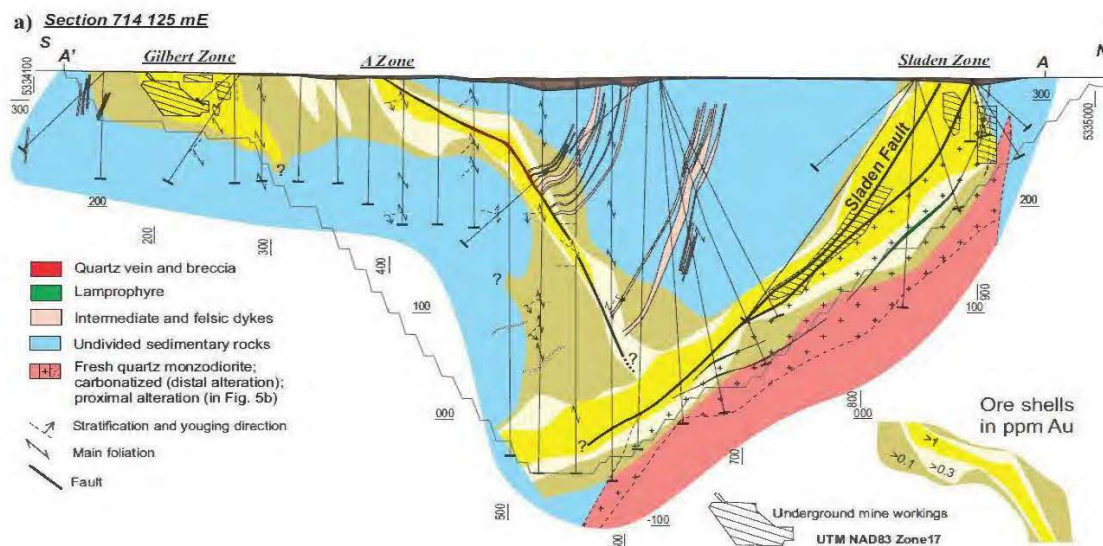 a) Section 714 125 mE
S
A'
Gilbert Zone
A Zone
Sladen Zone
A
N
5334100
300
300
5335000
Sladen Fault
200
200
200
300
400
100
100
900
000
000
800
700
500
-100
?
?
?
?
?
Quartz vein and breccia
Lamprophyre
Intermediate and felsic dykes
Undivided sedimentary rocks
Fresh quartz monzodiorite;
carbonatized (distal alteration);
proximal alteration (in Fig. 5b)
Stratification and youging direction
Main foliation
Fault
Ore shells
in ppm Au
>1
>0.1
>0.3
Underground mine workings
UTM NAD83 Zone17